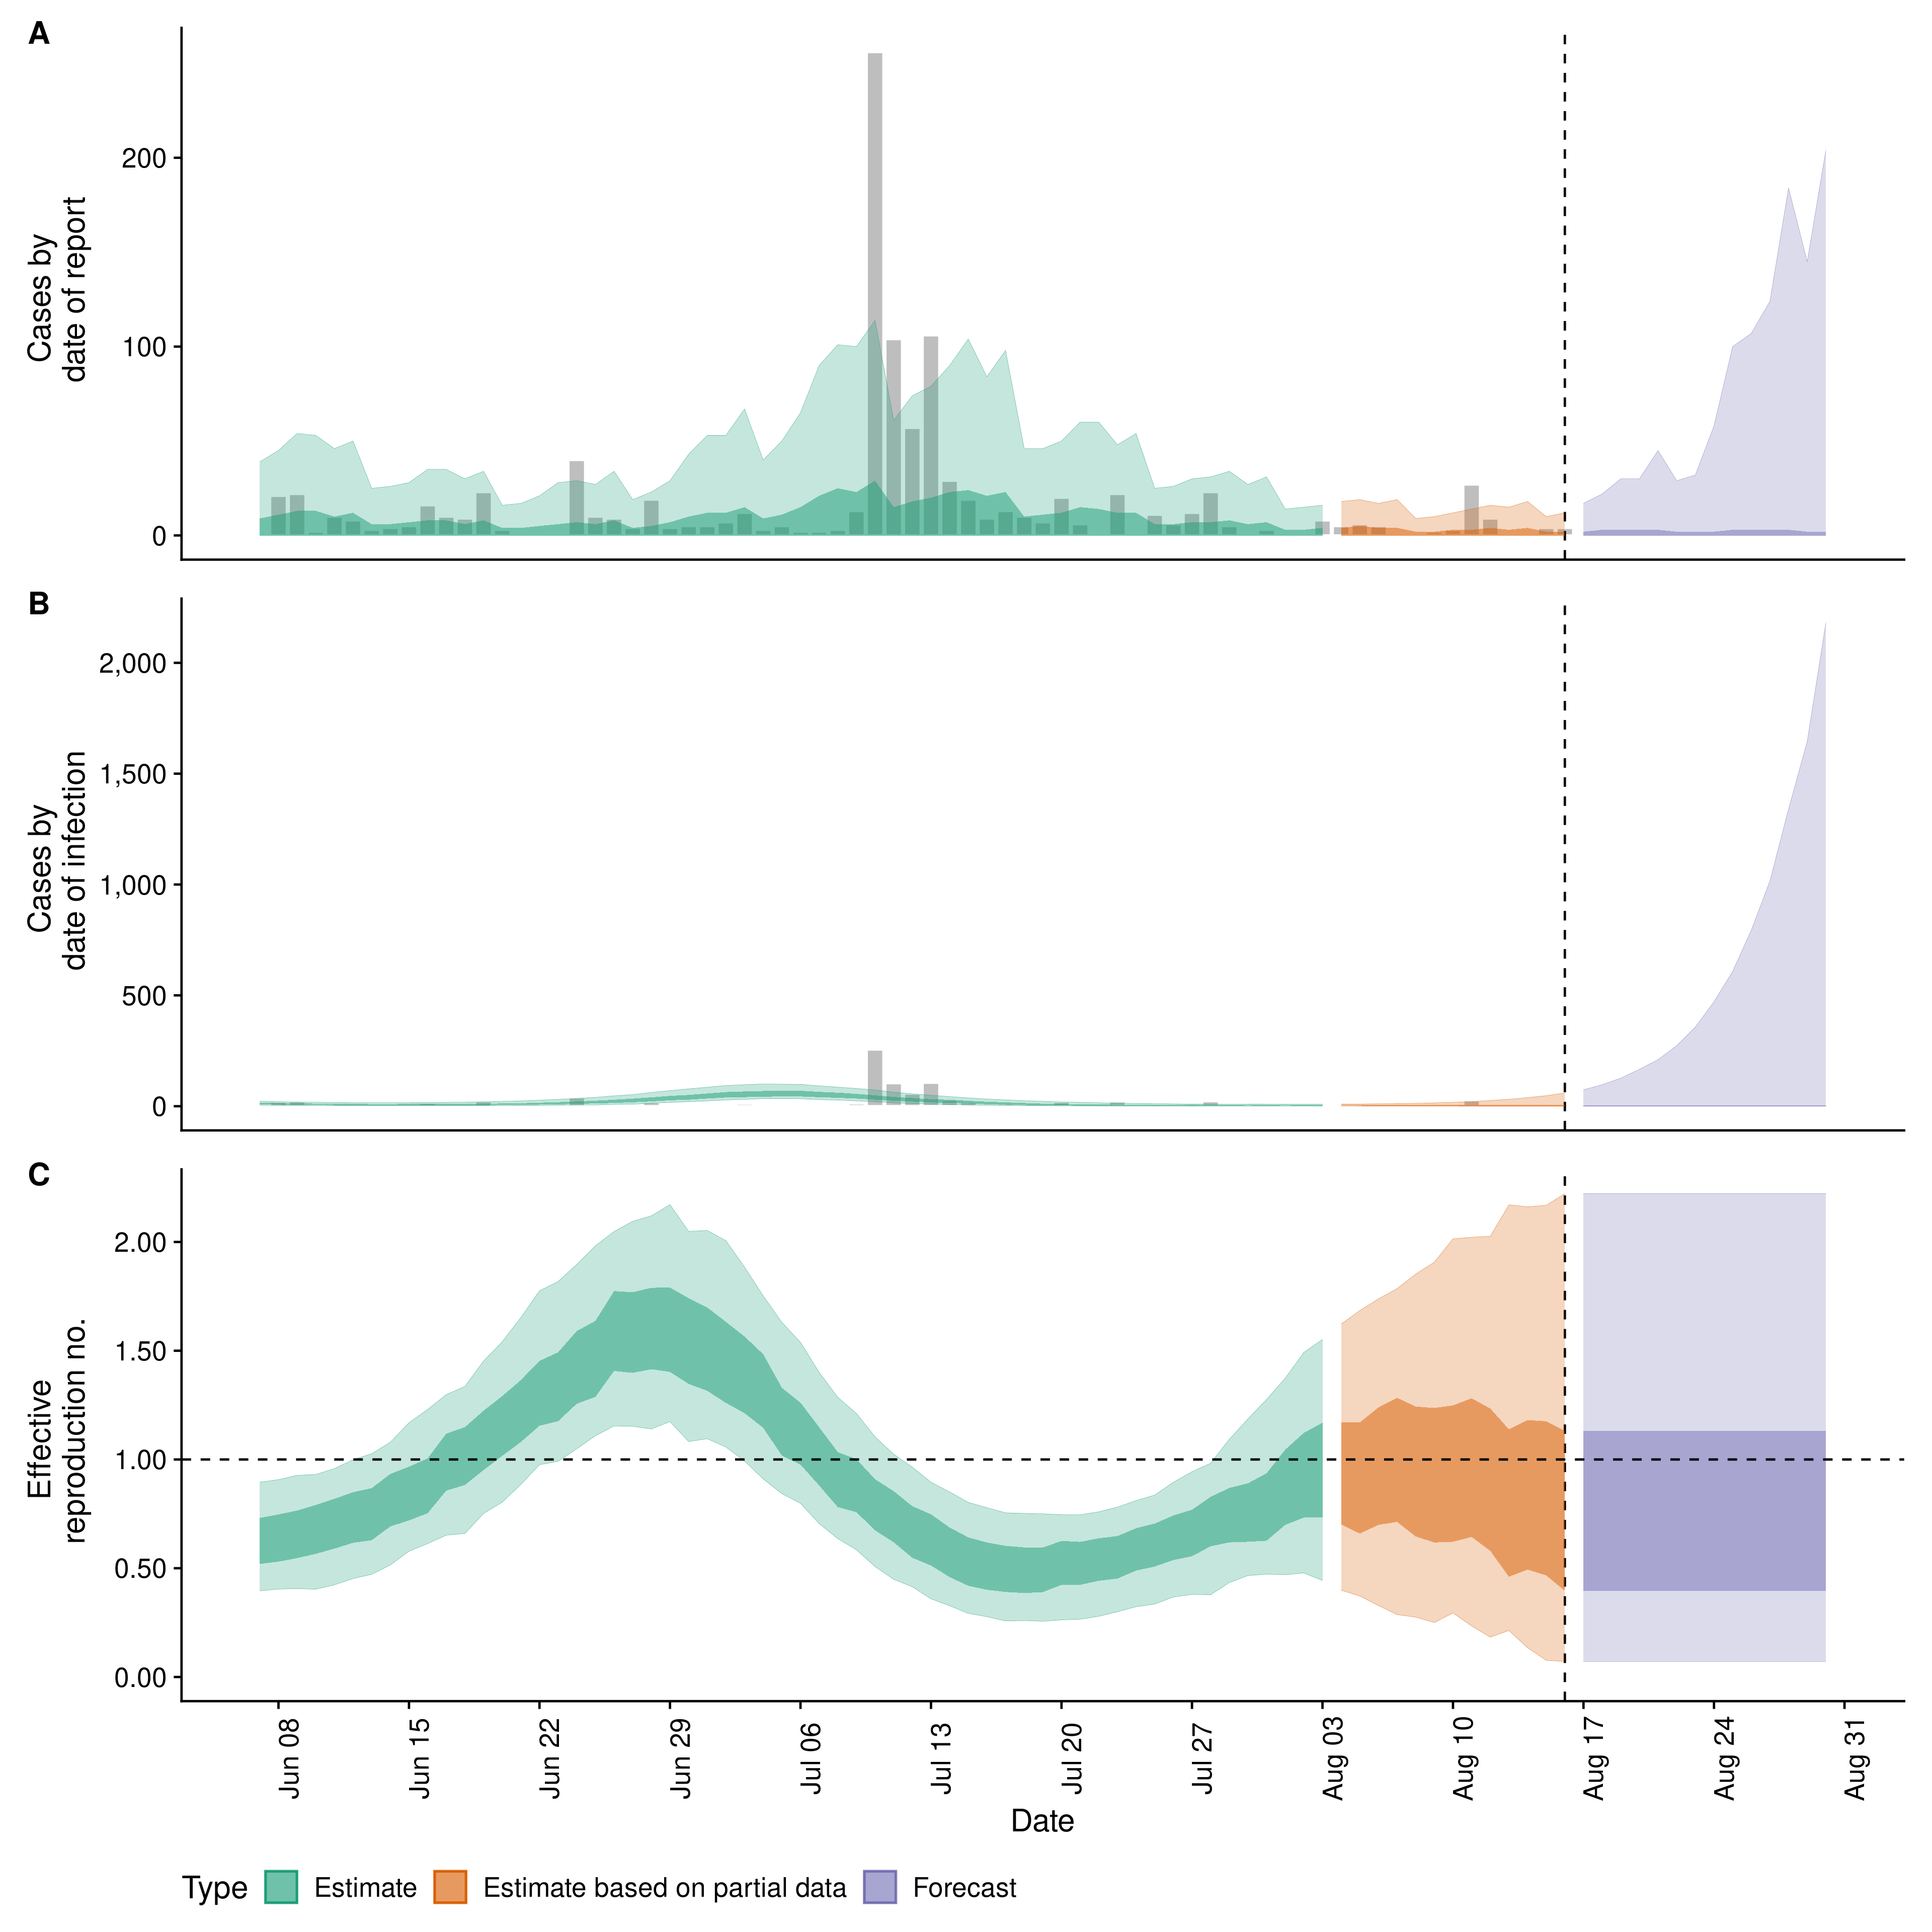 A
Cases by
date of report
200
100
0
B
Cases by
date of infection
2,000
1,500
1,000
500
0
C
Effective
reproduction no.
2.00
1.50
1.00
0.50
0.00
Jun 08
Jun 15
Jun 22
Jun 29
Jul 06
Jul 13
Jul 20
Jul 27
Aug 03
Aug 10
Aug 17
Aug 24
Aug 31
Date
Type Estimate Estimate based on partial data Forecast